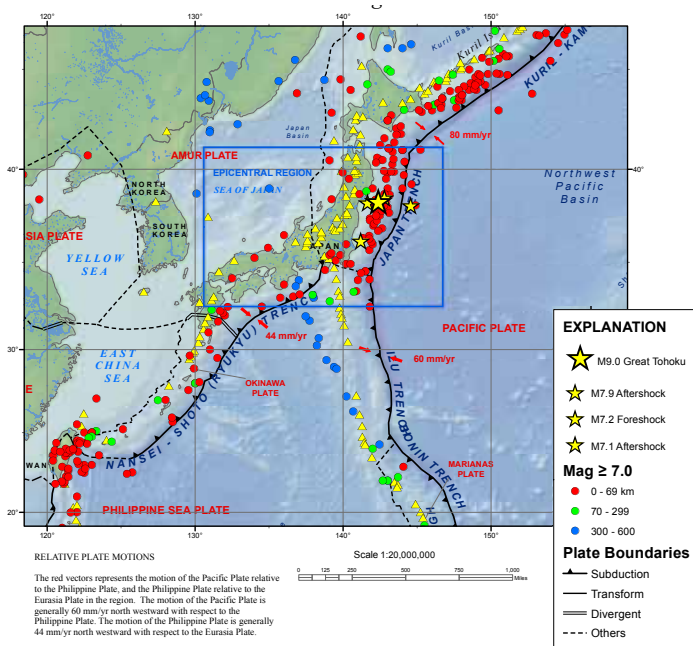 120°
130°
140°
150°
Kuril Basin
Kuril Is
KURIL - KAM
Japan
Basin
80 mm/yr
AMUR PLATE
40°
40°
EPICENTRAL REGION
SEA OF JAPAN
Northwest
Pacific
Basin
NORTH
KOREA
SOUTH
KOREA
SIA PLATE
YELLOW
SEA
APAN
JAPAN TRENCH
44 mm/yr
PACIFIC PLATE
30°
60 mm/yr
EAST
CHINA
SEA
E
OKINAWA
PLATE
IZU TRENCH
NANSEI - SHOTO (RYUKYU) TRENCH
BONIN TRENCH
WAN
MARIANAS
PLATE
20°
PHILIPPINE SEA PLATE
120°
130°
140°
EXPLANATION
M9.0 Great Tohoku
M7.9 Aftershock
M7.2 Foreshock
M7.1 Aftershock
Mag ≥ 7.0
0 - 69 km
70 - 299
300 - 600
Plate Boundaries
Subduction
Transform
Divergent
Others
RELATIVE PLATE MOTIONS
The red vectors represents the motion of the Pacific Plate relative
to the Philippine Plate, and the Philippine Plate relative to the
Eurasia Plate in the region. The motion of the Pacific Plate is
generally 60 mm/yr north westward with respect to the
Philippine Plate. The motion of the Philippine Plate is generally
44 mm/yr north westward with respect to the Eurasia Plate.
Scale 1:20,000,000
0 125 250 500 750 1,000
Miles